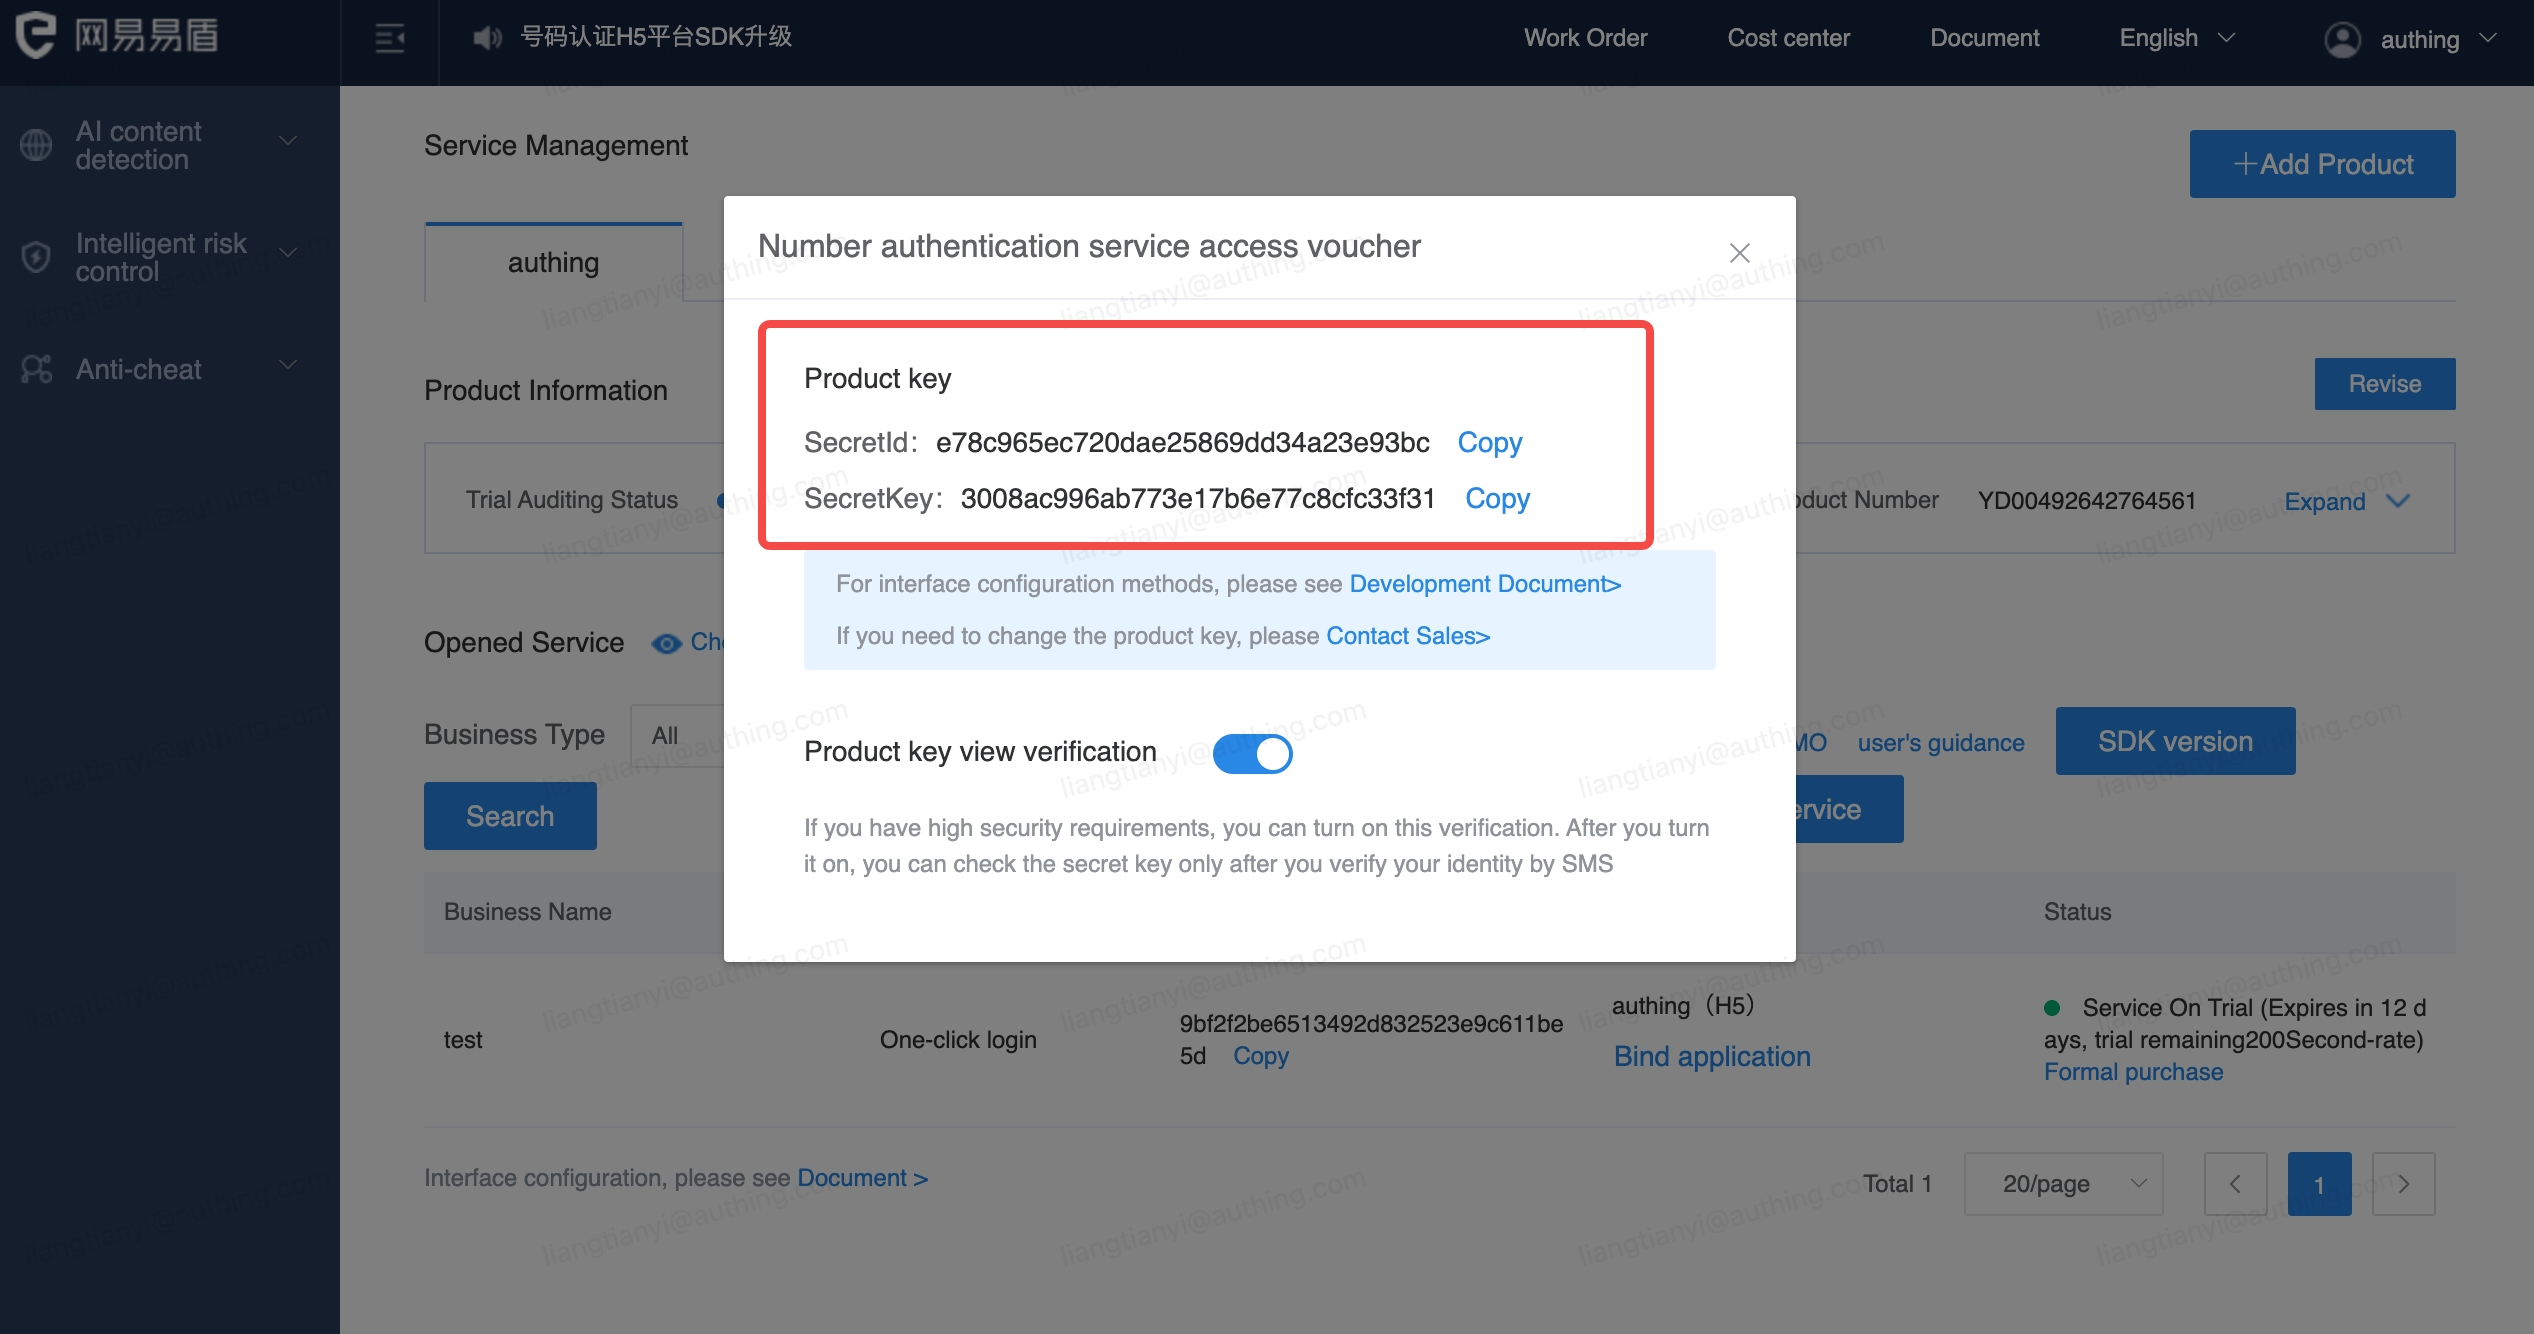 网易易盾
号码认证H5平台SDK升级
Work Order
Cost center
Document
English
authing
AI content
detection
Intelligent risk
control
Anti-cheat
Service Management
+Add Product
authing
Product Information
Revise
Trial Auditing Status
oduct Number
YD00492642764561
Expand
Opened Service
Che
Business Type
All
MO
user's guidance
SDK version
Search
ervice
Number authentication service access voucher
Product key
SecretId: e78c965ec720dae25869dd34a23e93bc Copy
SecretKey: 3008ac996ab773e17b6e77c8cfc33f31 Copy
For interface configuration methods, please see Development Document>
If you need to change the product key, please Contact Sales>
Product key view verification
If you have high security requirements, you can turn on this verification. After you turn
it on, you can check the secret key only after you verify your identity by SMS
Business Name
Status
test
One-click login
9bf2f2be6513492d832523e9c611be
5d Copy
authing（H5）
Bind application
Service On Trial (Expires in 12 d
ays, trial remaining200Second-rate)
Formal purchase
Interface configuration, please see Document >
Total 1
20/page
1
liangtianyi@authing.com